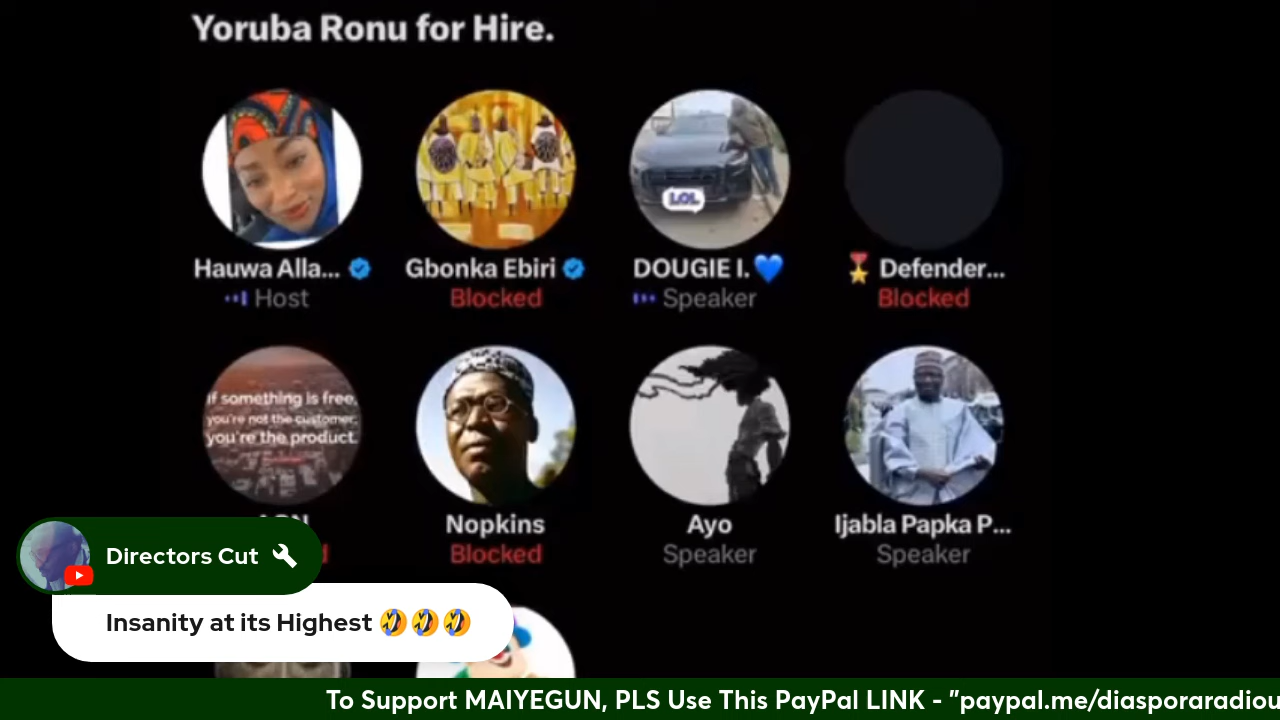 Yoruba Ronu for Hire.
LOL
Hauwa Alla...
Host
Gbonka Ebiri
Blocked
DOUGIE I. 💙
Speaker
🎖️ Defender...
Blocked
If something is free,
you're not the customer;
you're the product.
Nopkins
Blocked
Ayo
Speaker
Ijabla Papka P...
Speaker
Directors Cut
Insanity at its Highest 🤣🤣🤣
To Support MAIYEGUN, PLS Use This PayPal LINK - "paypal.me/diasporaradiou